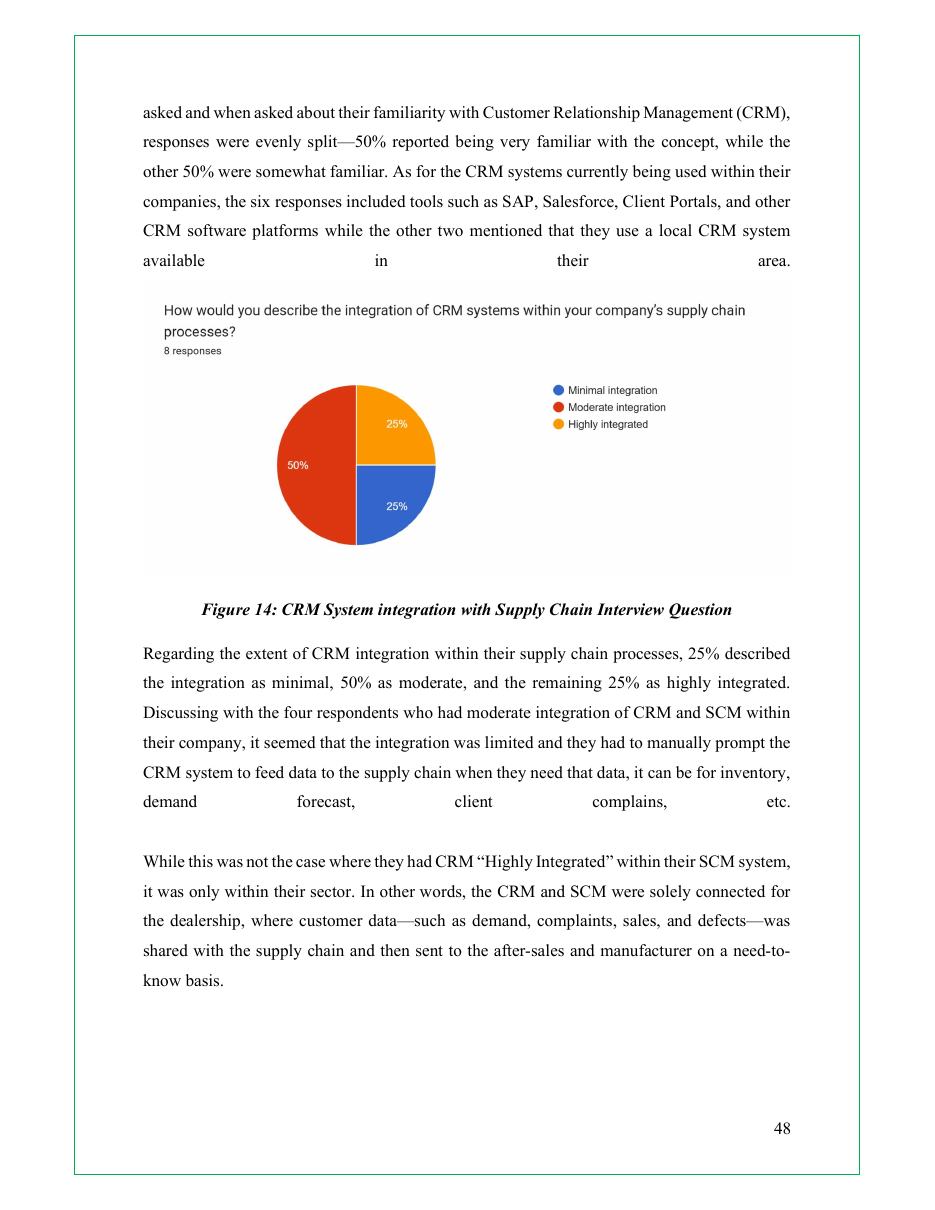 asked and when asked about their familiarity with Customer Relationship Management (CRM),
responses were evenly split—50% reported being very familiar with the concept, while the
other 50% were somewhat familiar. As for the CRM systems currently being used within their
companies, the six responses included tools such as SAP, Salesforce, Client Portals, and other
CRM software platforms while the other two mentioned that they use a local CRM system
available in their area.
How would you describe the integration of CRM systems within your company's supply chain
processes?
8 responses
Minimal integration
Moderate integration
Highly integrated
25%
50%
25%
Figure 14: CRM System integration with Supply Chain Interview Question
Regarding the extent of CRM integration within their supply chain processes, 25% described
the integration as minimal, 50% as moderate, and the remaining 25% as highly integrated.
Discussing with the four respondents who had moderate integration of CRM and SCM within
their company, it seemed that the integration was limited and they had to manually prompt the
CRM system to feed data to the supply chain when they need that data, it can be for inventory,
demand forecast, client complains, etc.
While this was not the case where they had CRM “Highly Integrated” within their SCM system,
it was only within their sector. In other words, the CRM and SCM were solely connected for
the dealership, where customer data—such as demand, complaints, sales, and defects—was
shared with the supply chain and then sent to the after-sales and manufacturer on a need-to-
know basis.
48